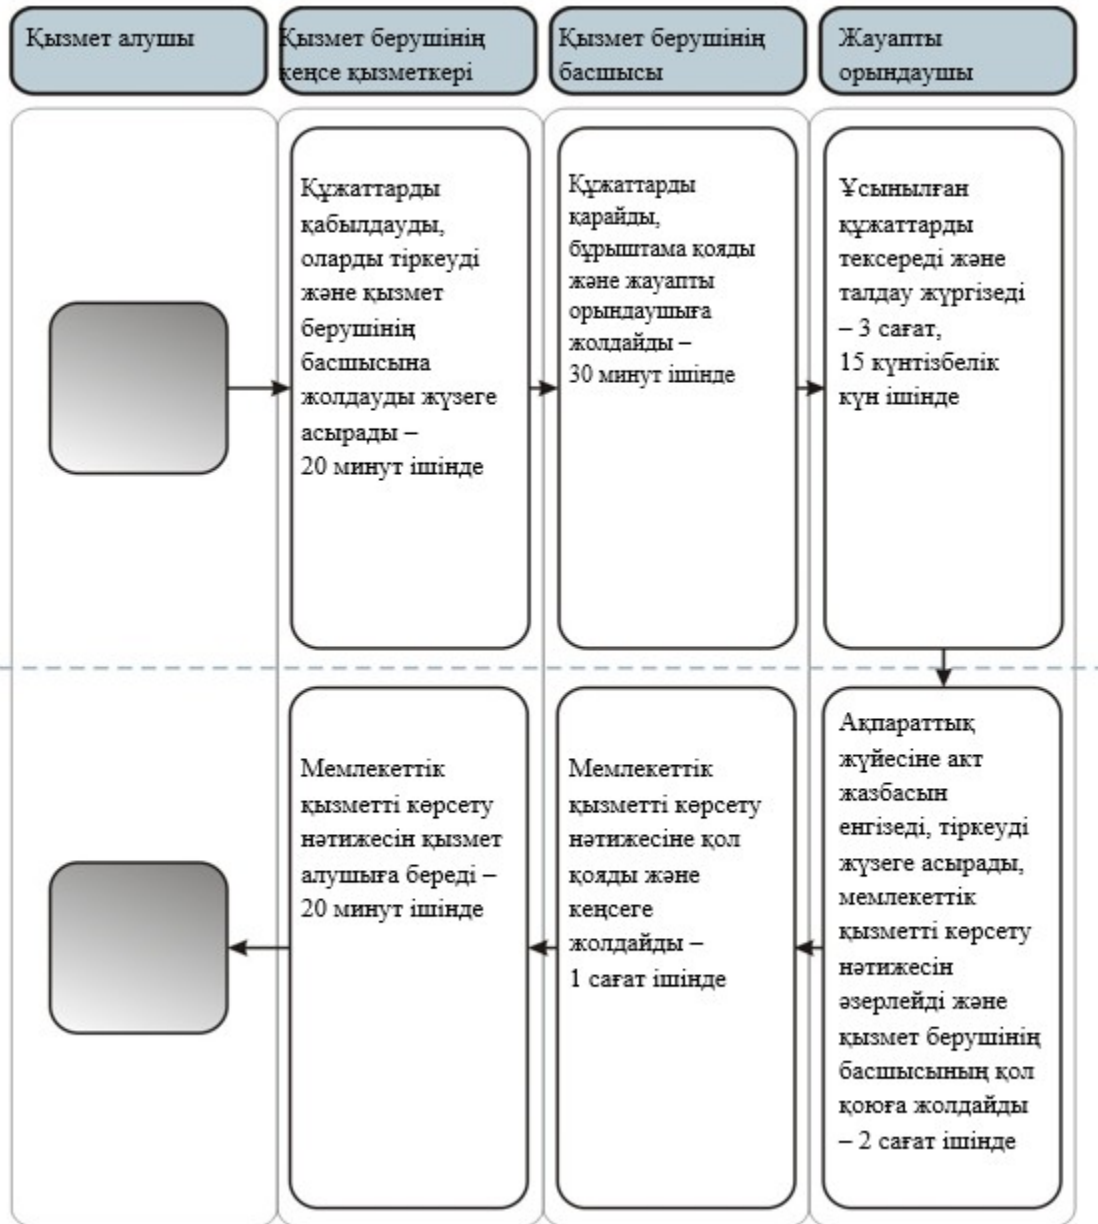 Қызмет алушы
Қызмет берушінің
кеңсе қызметкері
Қызмет берушінің
басшысы
Жауапты
орындаушы
Құжаттарды
қабылдауды,
оларды тіркеуді
және қызмет
берушінің
басшысына
жолдауды жүзеге
асырады –
20 минут ішінде
Құжаттарды
қарайды,
бұрыштама қояды
және жауапты
орындаушыға
жолдайды –
30 минут ішінде
Ұсынылған
құжаттарды
тексереді және
талдау жүргізеді
– 3 сағат,
15 күнтізбелік
күн ішінде
Мемлекеттік
қызметті көрсету
нәтижесін қызмет
алушыға береді –
20 минут ішінде
Мемлекеттік
қызметті көрсету
нәтижесіне қол
қояды және
кеңсеге
жолдайды –
1 сағат ішінде
Ақпараттық
жүйесіне акт
жазбасын
енгізеді, тіркеуді
жүзеге асырады,
мемлекеттік
қызметті көрсету
нәтижесін
әзерлейді және
қызмет берушінің
басшысының қол
қоюға жолдайды
– 2 сағат ішінде